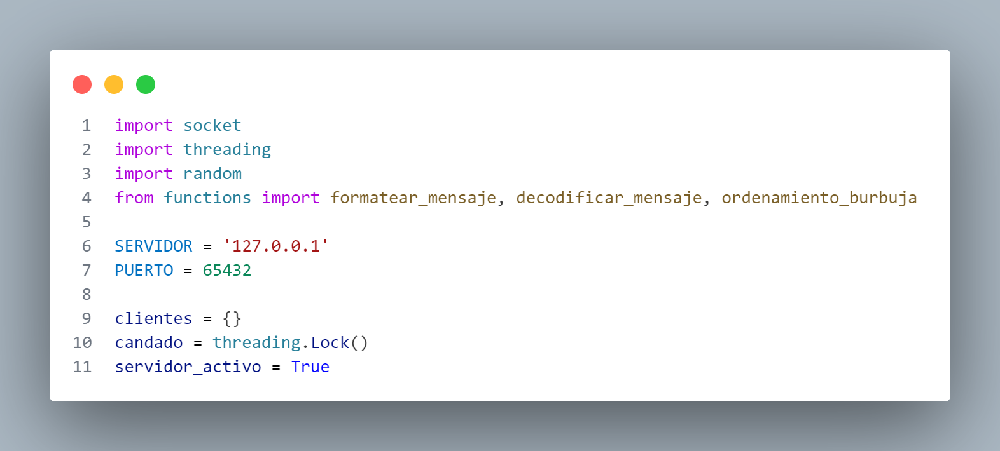 1 import socket
2 import threading
3 import random
4 from functions import formatear_mensaje, decodificar_mensaje, ordenamiento_burbuja
5
6 SERVIDOR = '127.0.0.1'
7 PUERTO = 65432
8
9 clientes = {}
10 candado = threading.Lock()
11 servidor_activo = True